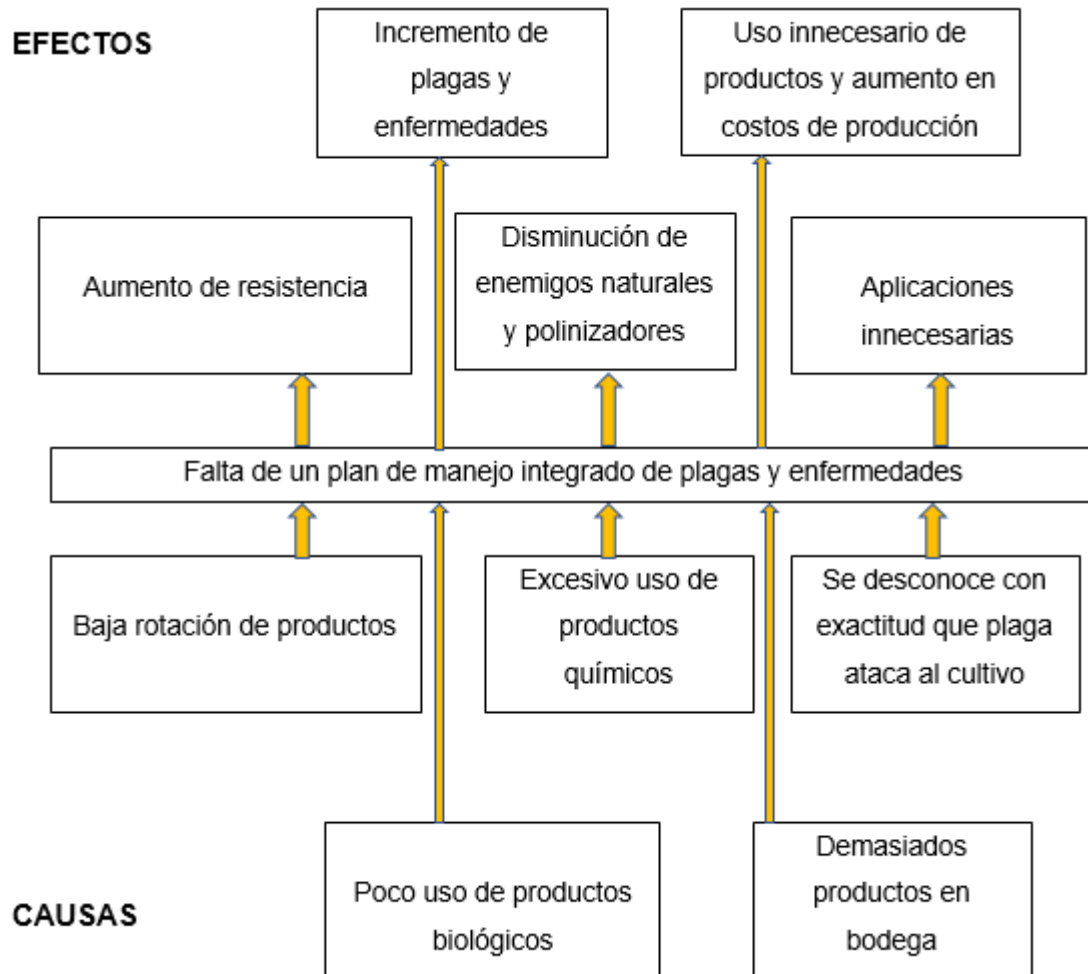 EFECTOS
Incremento de
plagas y
enfermedades
Uso innecesario de
productos y aumento en
costos de producción
Aumento de resistencia
Disminución de
enemigos naturales
y polinizadores
Aplicaciones
innecesarias
Falta de un plan de manejo integrado de plagas y enfermedades
Baja rotación de productos
Excesivo uso de
productos
químicos
Se desconoce con
exactitud que plaga
ataca al cultivo
CAUSAS
Poco uso de productos
biológicos
Demasiados
productos en
bodega